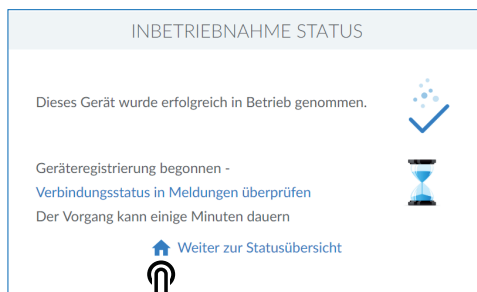 INBETRIEBNAHME STATUS
Dieses Gerät wurde erfolgreich in Betrieb genommen.
Geräteregistrierung begonnen -
Verbindungsstatus in Meldungen überprüfen
Der Vorgang kann einige Minuten dauern
Weiter zur Statusübersicht